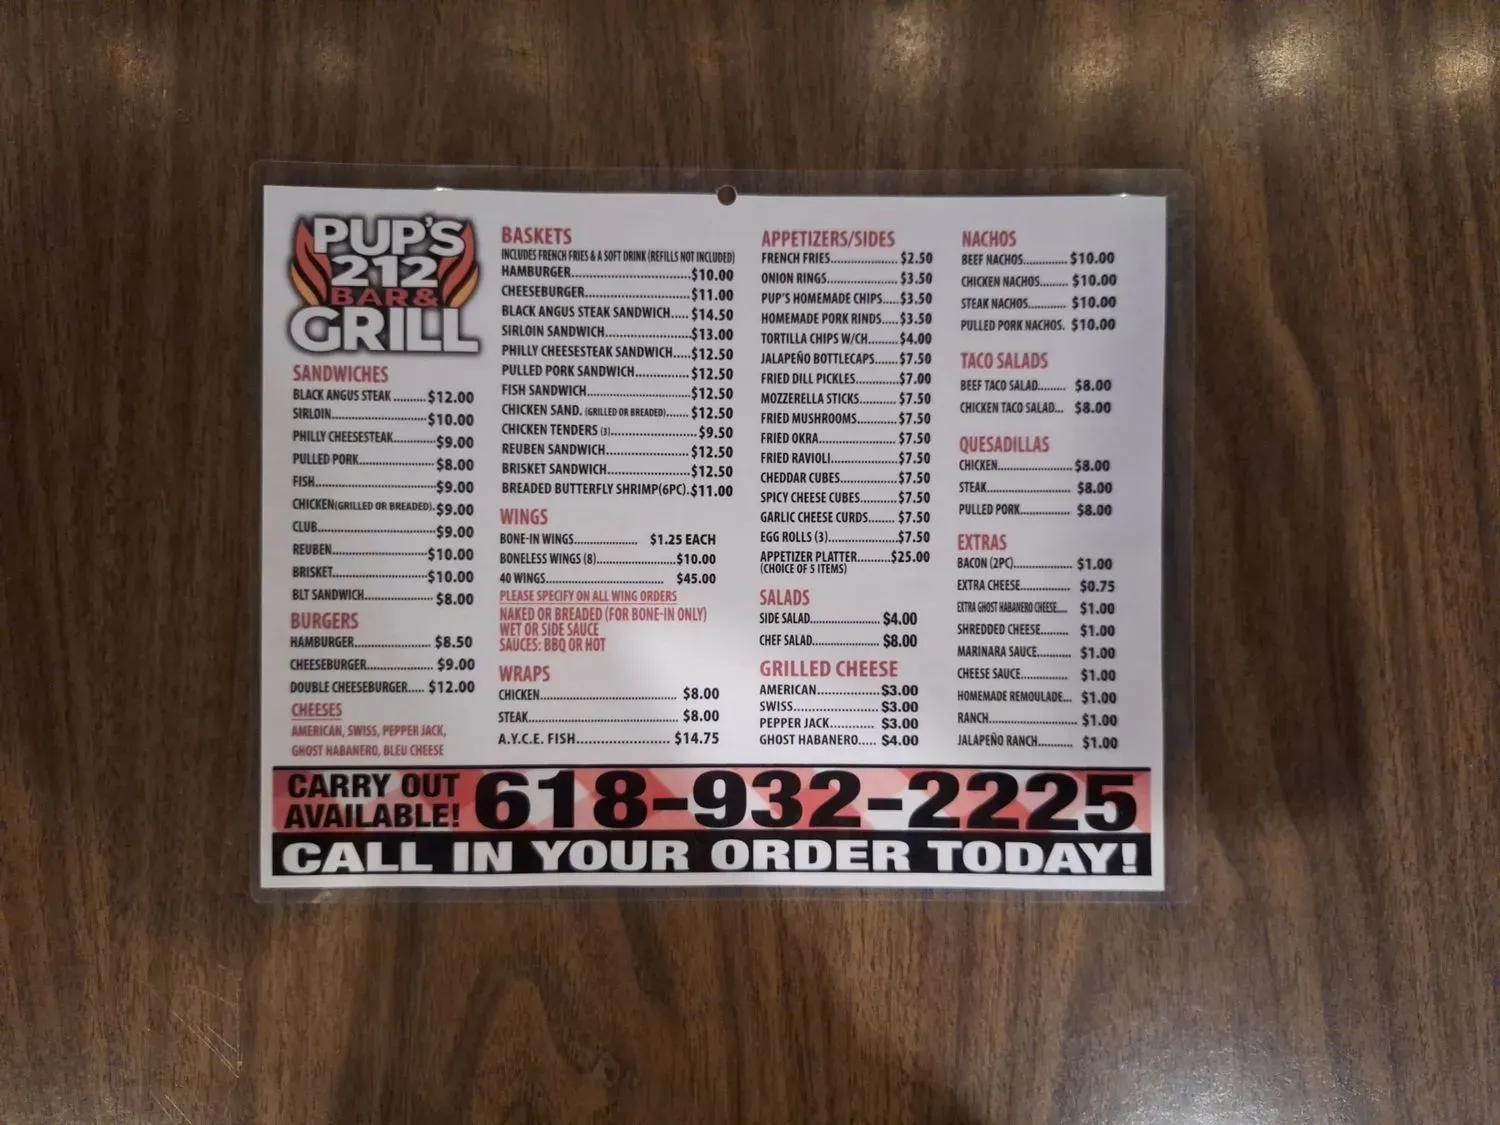 PUP'S
212
BAR &
GRILL
SANDWICHES
BLACK ANGUS STEAK .......... $12.00
SIRLOIN............................ $10.00
PHILLY CHEESESTEAK........... $9.00
PULLED PORK.................... $8.00
FISH................................ $9.00
CHICKEN(GRILLED OR BREADED). $9.00
CLUB................................ $9.00
REUBEN............................ $10.00
BRISKET............................ $10.00
BLT SANDWICH.................. $8.00
BURGERS
HAMBURGER..................... $8.50
CHEESEBURGER................. $9.00
DOUBLE CHEESEBURGER..... $12.00
CHEESES
AMERICAN, SWISS, PEPPER JACK,
GHOST HABANERO, BLEU CHEESE
BASKETS
INCLUDES FRENCH FRIES & A SOFT DRINK (REFILLS NOT INCLUDED)
HAMBURGER..............................$10.00
CHEESEBURGER..........................$11.00
BLACK ANGUS STEAK SANDWICH..... $14.50
SIRLOIN SANDWICH.....................$13.00
PHILLY CHEESESTEAK SANDWICH.....$12.50
PULLED PORK SANDWICH.............. $12.50
FISH SANDWICH.......................... $12.50
CHICKEN SAND. (GRILLED OR BREADED)...... $12.50
CHICKEN TENDERS (3)..................... $9.50
REUBEN SANDWICH.....................$12.50
BRISKET SANDWICH.....................$12.50
BREADED BUTTERFLY SHRIMP(6PC).$11.00
WINGS
BONE-IN WINGS.................. $1.25 EACH
BONELESS WINGS (8)......................$10.00
40 WINGS.................................. $45.00
PLEASE SPECIFY ON ALL WING ORDERS
NAKED OR BREADED (FOR BONE-IN ONLY)
WET OR SIDE SAUCE
SAUCES: BBQ OR HOT
WRAPS
CHICKEN...................................... $8.00
STEAK.......................................... $8.00
A.Y.C.E. FISH........................ $14.75
APPETIZERS/SIDES
FRENCH FRIES.................... $2.50
ONION RINGS.................... $3.50
PUP'S HOMEMADE CHIPS.....$3.50
HOMEMADE PORK RINDS.....$3.50
TORTILLA CHIPS W/CH......... $4.00
JALAPEÑO BOTTLECAPS....... $7.50
FRIED DILL PICKLES............. $7.00
MOZZERELLA STICKS........... $7.50
FRIED MUSHROOMS............ $7.50
FRIED OKRA....................... $7.50
FRIED RAVIOLI.................... $7.50
CHEDDAR CUBES................. $7.50
SPICY CHEESE CUBES........... $7.50
GARLIC CHEESE CURDS........ $7.50
EGG ROLLS (3).....................$7.50
APPETIZER PLATTER..........$25.00
(CHOICE OF 5 ITEMS)
SALADS
SIDE SALAD..................... $4.00
CHEF SALAD..................... $8.00
GRILLED CHEESE
AMERICAN................$3.00
SWISS......................$3.00
PEPPER JACK............ $3.00
GHOST HABANERO..... $4.00
NACHOS
BEEF NACHOS............. $10.00
CHICKEN NACHOS....... $10.00
STEAK NACHOS........... $10.00
PULLED PORK NACHOS. $10.00
TACO SALADS
BEEF TACO SALAD......... $8.00
CHICKEN TACO SALAD... $8.00
QUESADILLAS
CHICKEN......................$8.00
STEAK........................ $8.00
PULLED PORK............... $8.00
EXTRAS
BACON (2PC)................. $1.00
EXTRA CHEESE............... $0.75
EXTRA GHOST HABANERO CHEESE.... $1.00
SHREDDED CHEESE......... $1.00
MARINARA SAUCE........... $1.00
CHEESE SAUCE.............. $1.00
HOMEMADE REMOULADE... $1.00
RANCH......................... $1.00
JALAPEÑO RANCH........... $1.00
CARRY OUT
AVAILABLE! 618-932-2225
CALL IN YOUR ORDER TODAY!